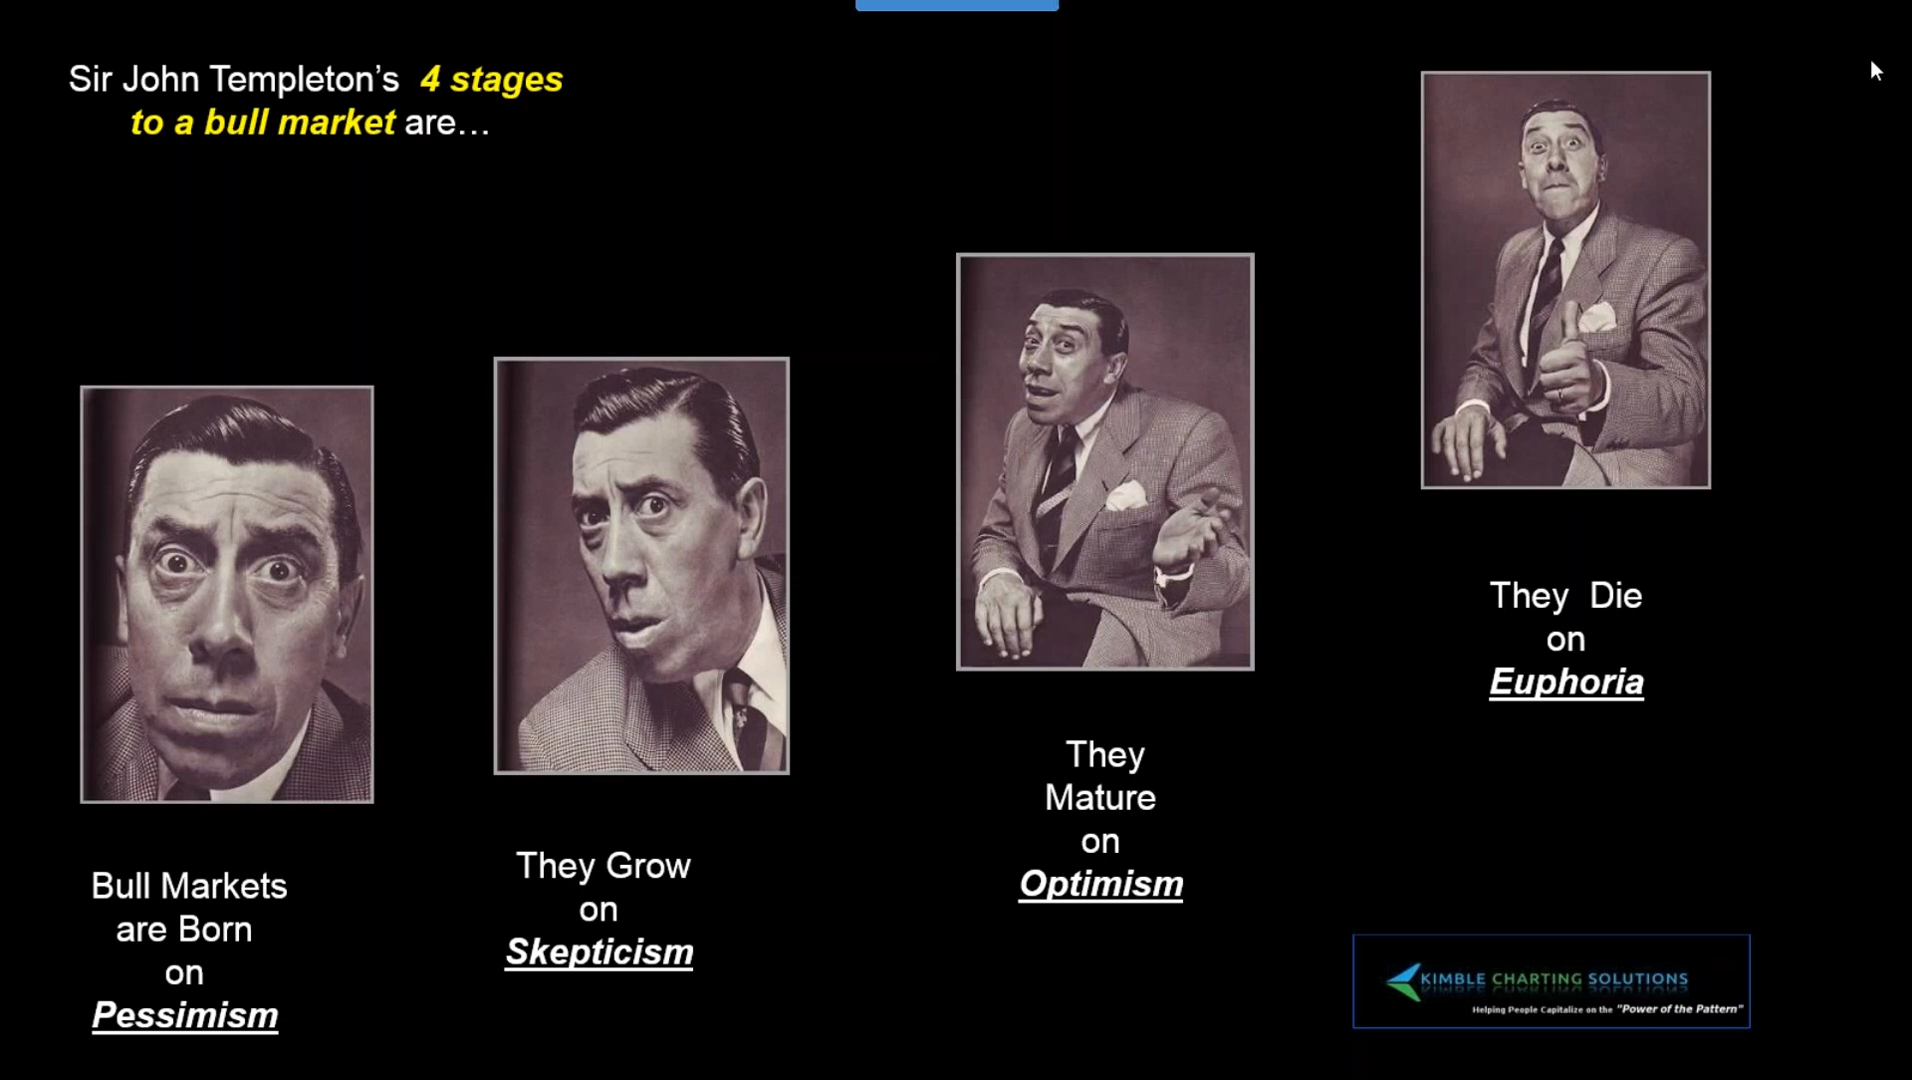 Sir John Templeton’s 4 stages
to a bull market are…
Bull Markets
are Born
on
Pessimism
They Grow
on
Skepticism
They
Mature
on
Optimism
They Die
on
Euphoria
KIMBLE CHARTING SOLUTIONS
Helping People Capitalize on the "Power of the Pattern"